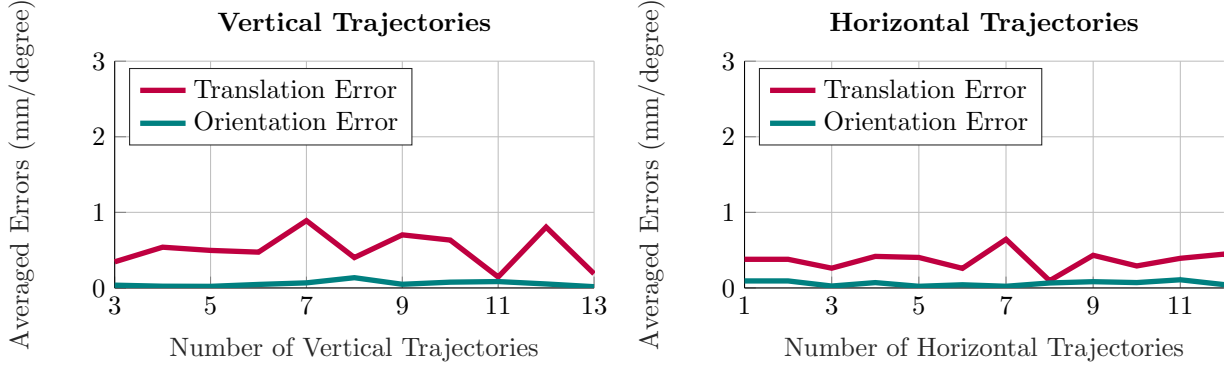 Vertical Trajectories
Averaged Errors (mm/degree)
3
2
1
0
Translation Error
Orientation Error
3 5 7 9 11 13
Number of Vertical Trajectories
Horizontal Trajectories
Averaged Errors (mm/degree)
3
2
1
0
Translation Error
Orientation Error
1 3 5 7 9 11
Number of Horizontal Trajectories